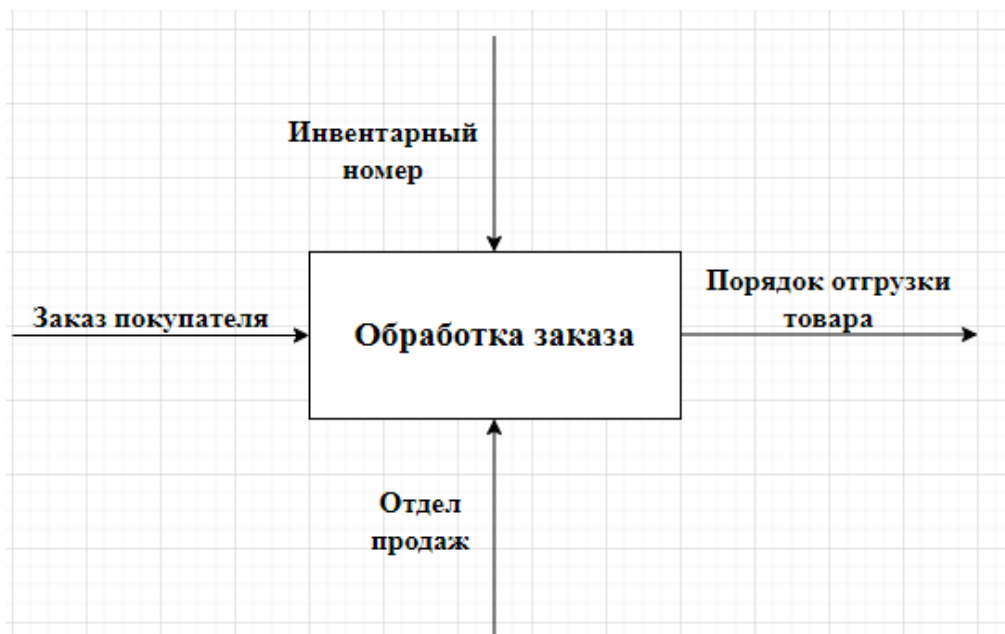 Инвентарный
номер
Заказ покупателя
Обработка заказа
Порядок отгрузки
товара
Отдел
продаж